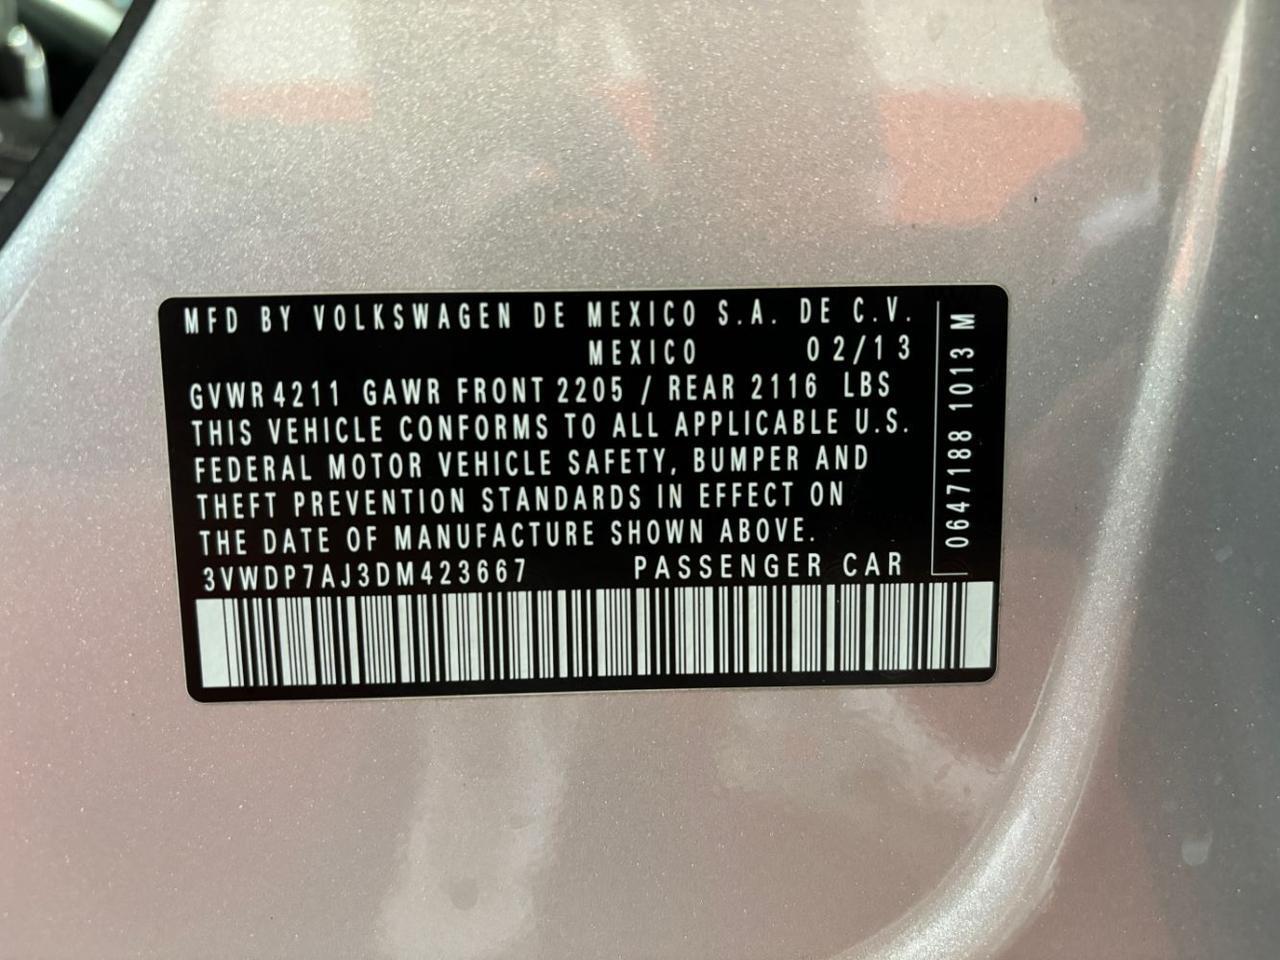 MFD BY VOLKSWAGEN DE MEXICO S.A. DE C.V.
MEXICO 02/13
GVWR 4211 GAWR FRONT 2205 / REAR 2116 LBS
THIS VEHICLE CONFORMS TO ALL APPLICABLE U.S.
FEDERAL MOTOR VEHICLE SAFETY, BUMPER AND
THEFT PREVENTION STANDARDS IN EFFECT ON
THE DATE OF MANUFACTURE SHOWN ABOVE.
3VWDP7AJ3DM423667 PASSENGER CAR
0647188 1013 M